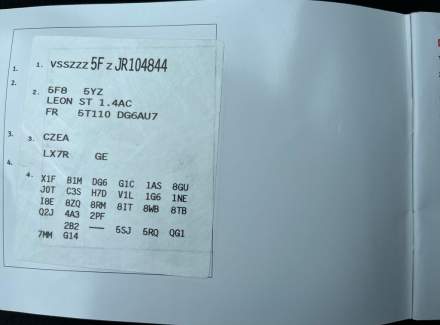 1. 1. VSSZZZ 5F Z JR104844
2. 2. 5F8 5YZ
LEON ST 1.4AC
FR 5T110 DG6AU7
3. 3. CZEA
LX7R GE
4. 4. X1F B1M DG6 G1C 1AS 8GU
J0T C3S H7D V1L 1G6 1NE
I8E 8ZQ 8RM 8IT 8WB 8TB
Q2J 4A3 2PF
2B2 — 5SJ 5RQ QG1
7MM G14